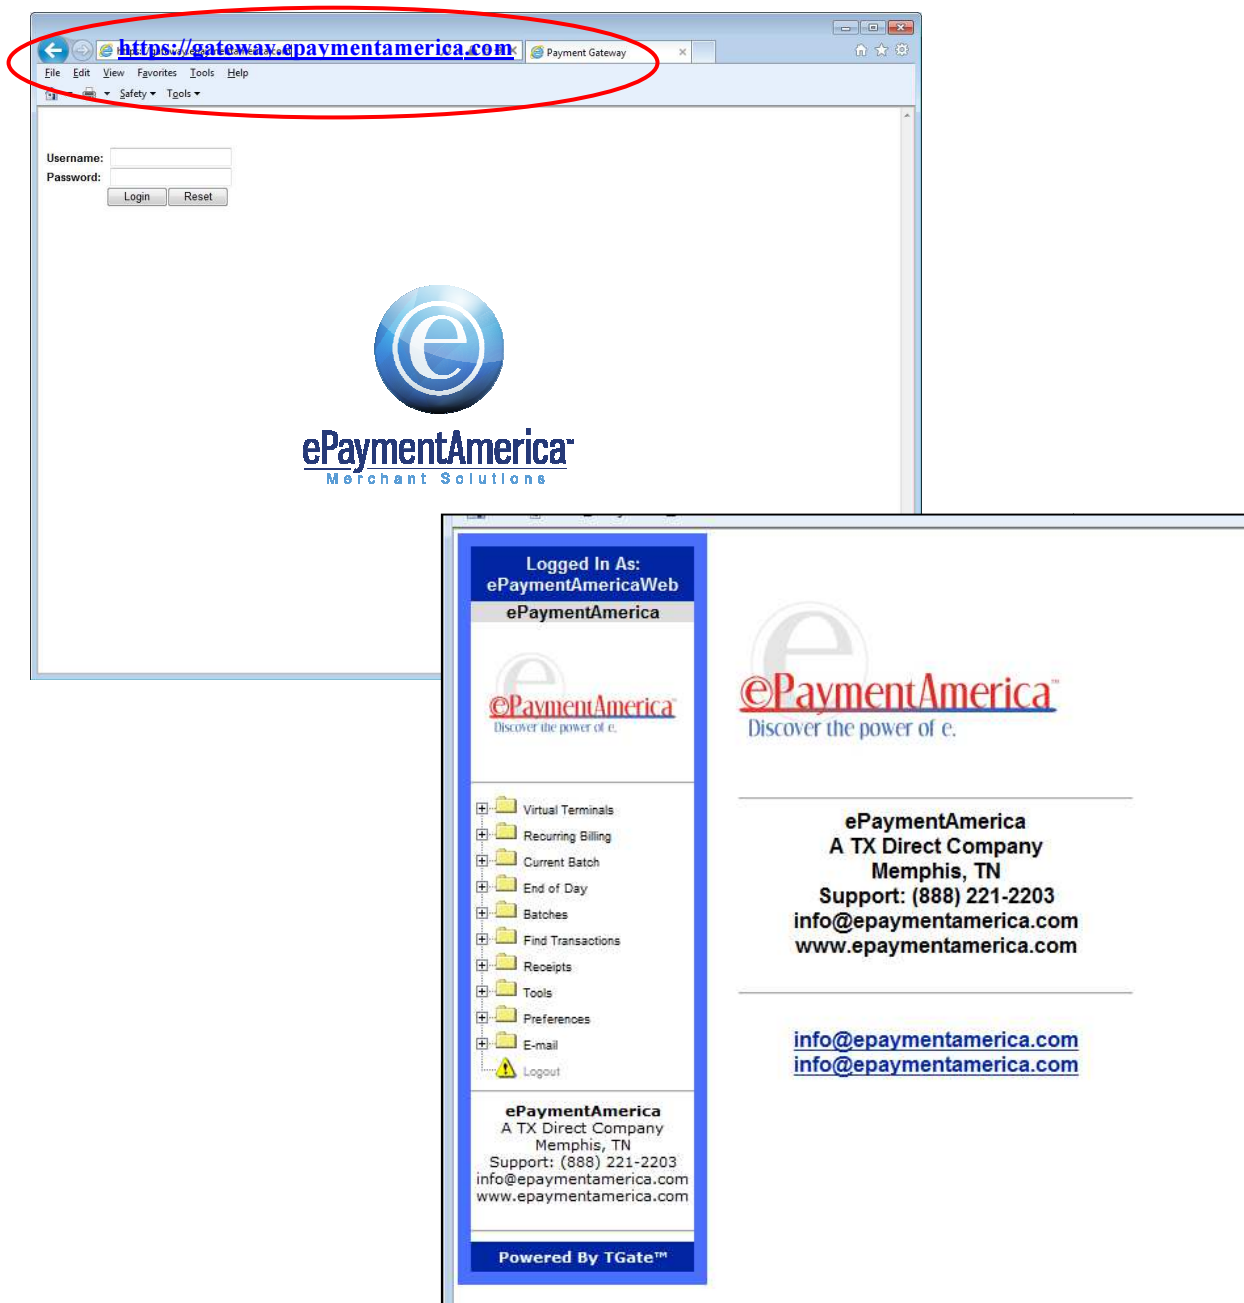 https://gateway.epaymentamerica.com
Payment Gateway
File Edit View Favorites Tools Help
Safety Tools
Username:
Password:
Login Reset
e
ePaymentAmerica
Merchant Solutions
Logged In As:
ePaymentAmericaWeb
ePaymentAmerica
ePaymentAmerica™
Discover the power of e.
Virtual Terminals
Recurring Billing
Current Batch
End of Day
Batches
Find Transactions
Receipts
Tools
Preferences
E-mail
Logout
ePaymentAmerica
A TX Direct Company
Memphis, TN
Support: (888) 221-2203
info@epaymentamerica.com
www.epaymentamerica.com
Powered By TGate™
ePaymentAmerica™
Discover the power of e.
ePaymentAmerica
A TX Direct Company
Memphis, TN
Support: (888) 221-2203
info@epaymentamerica.com
www.epaymentamerica.com
info@epaymentamerica.com
info@epaymentamerica.com